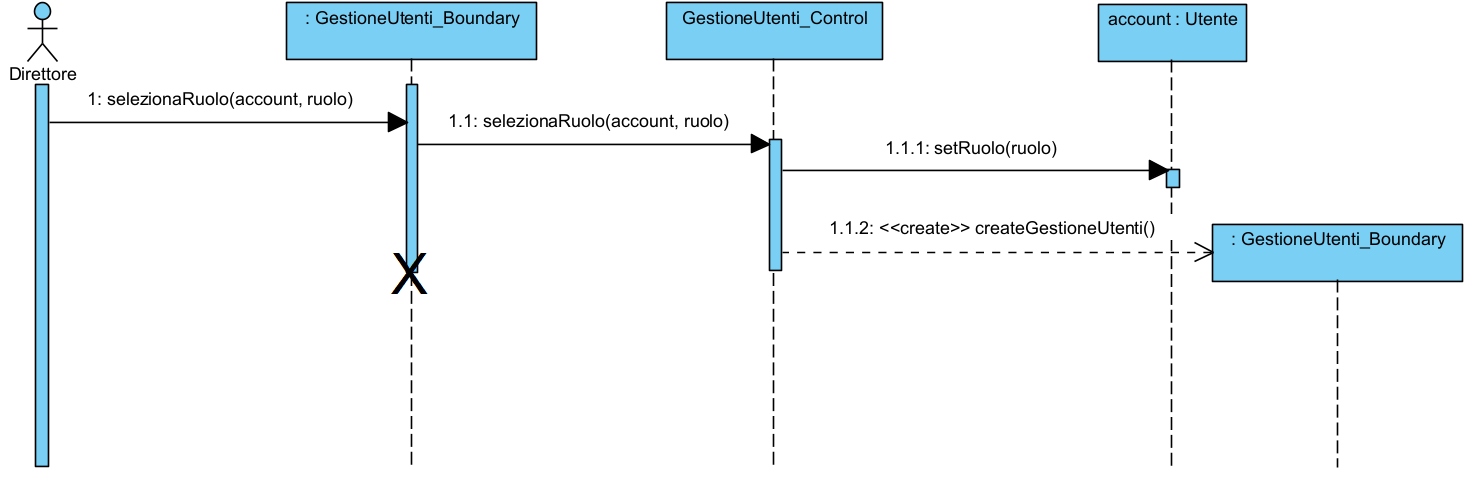 : GestioneUtenti_Boundary
GestioneUtenti_Control
account : Utente
Direttore
1: selezionaRuolo(account, ruolo)
1.1: selezionaRuolo(account, ruolo)
1.1.1: setRuolo(ruolo)
1.1.2: <<create>> createGestioneUtenti()
: GestioneUtenti_Boundary